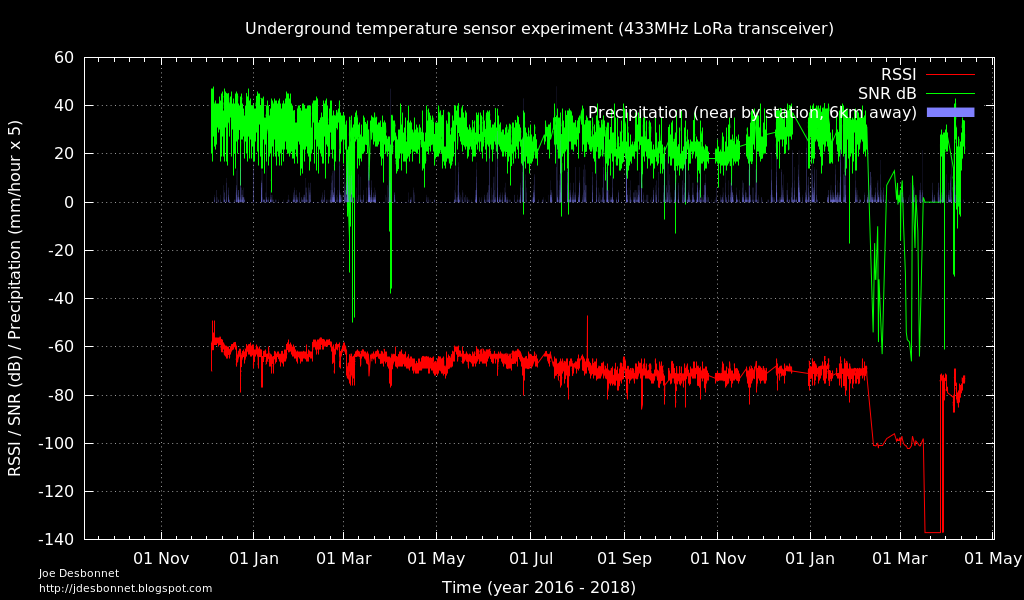 Underground temperature sensor experiment (433MHz LoRa transceiver)
RSSI / SNR (dB) / Precipitation (mm/hour x 5)
60
40
20
0
-20
-40
-60
-80
-100
-120
-140
RSSI
SNR dB
Precipitation (near by station, 6km away)
01 Nov 01 Jan 01 Mar 01 May 01 Jul 01 Sep 01 Nov 01 Jan 01 Mar 01 May
Time (year 2016 - 2018)
Joe Desbonnet
http://jdesbonnet.blogspot.com